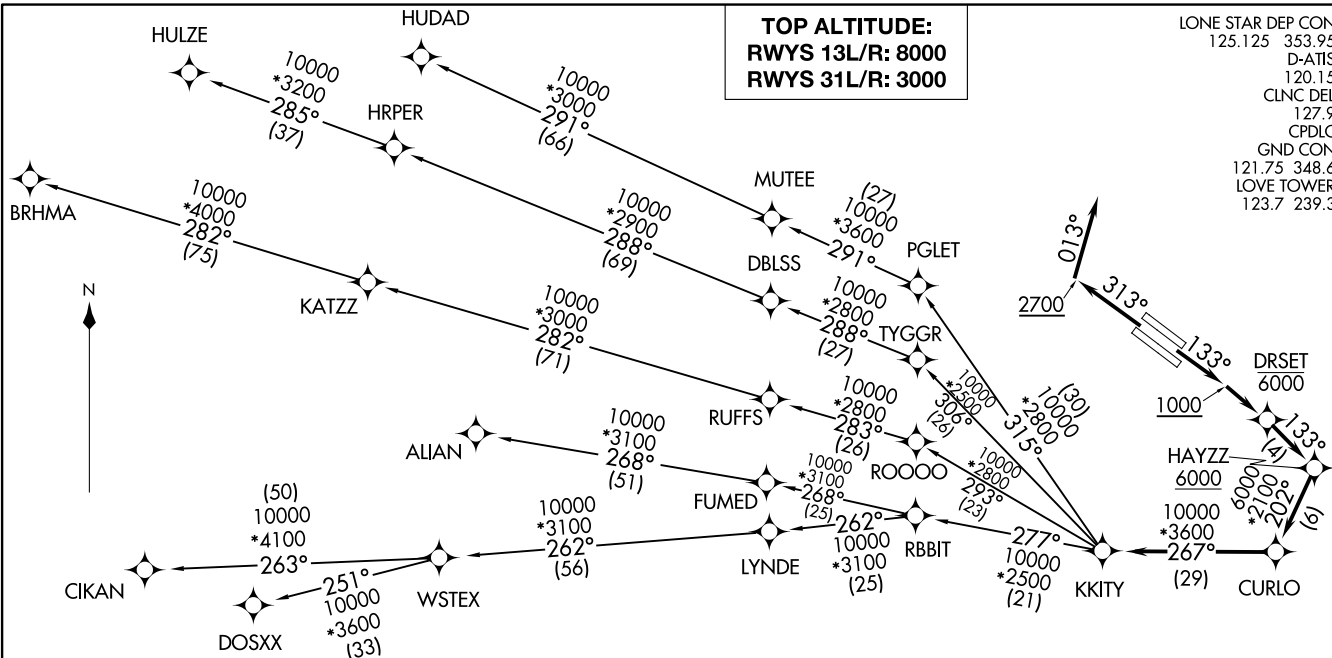 TOP ALTITUDE:
RWYS 13L/R: 8000
RWYS 31L/R: 3000
LONE STAR DEP CON
125.125 353.95
D-ATIS
120.15
CLNC DEL
127.9
CPDLC
GND CON
121.75 348.6
LOVE TOWER
123.7 239.3
HULZE
10000
*3200
285°
(37)
HUDAD
10000
*3000
291°
(66)
HRPER
BRHMA
10000
*4000
282°
(75)
10000
*2900
288°
(69)
MUTEE
(27)
10000
*3600
291°
PGLET
013°
2700
313°
133°
N
KATZZ
10000
*3000
282°
(71)
DBLSS
10000
*2800
288°
(27)
TYGGR
10000
*2500
306°
(26)
(30)
10000
*2800
315°
1000
DRSET
6000
133°
(4)
HAYZZ
6000
6000
*2100
202°
(6)
RUFFS
10000
*2800
283°
(26)
ROOOO
10000
*2800
293°
(23)
ALIAN
10000
*3100
268°
(51)
FUMED
10000
*3100
268°
(25)
RBBIT
277°
10000
*2500
(21)
KKITY
10000
*3600
267°
(29)
CURLO
(50)
10000
*4100
263°
CIKAN
251°
10000
*3600
(33)
DOSXX
WSTEX
10000
*3100
262°
(56)
LYNDE
262°
10000
*3100
(25)